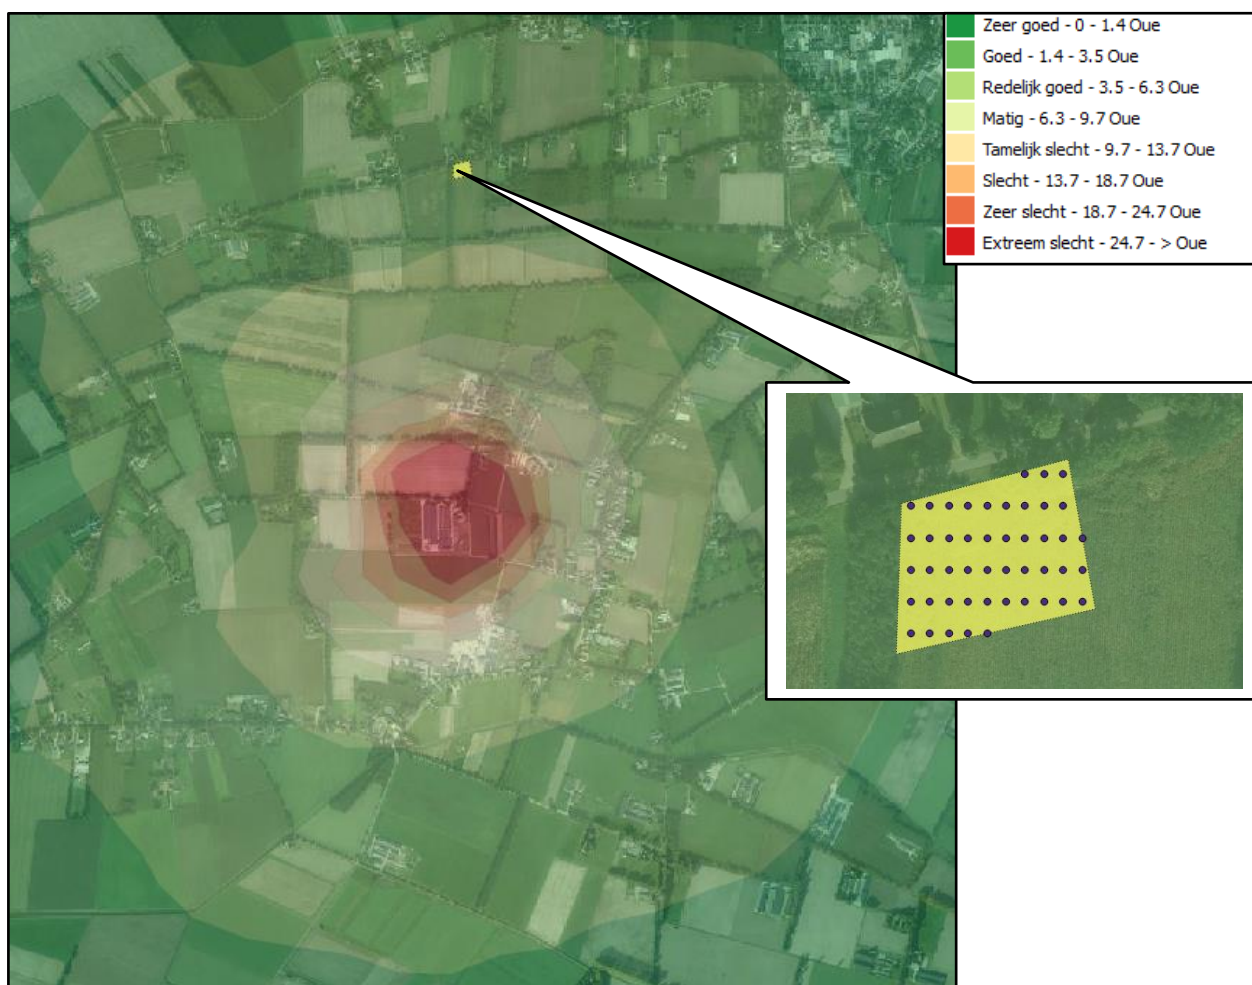 Zeer goed - 0 - 1.4 Oue
Goed - 1.4 - 3.5 Oue
Redelijk goed - 3.5 - 6.3 Oue
Matig - 6.3 - 9.7 Oue
Tamelijk slecht - 9.7 - 13.7 Oue
Slecht - 13.7 - 18.7 Oue
Zeer slecht - 18.7 - 24.7 Oue
Extreem slecht - 24.7 - > Oue